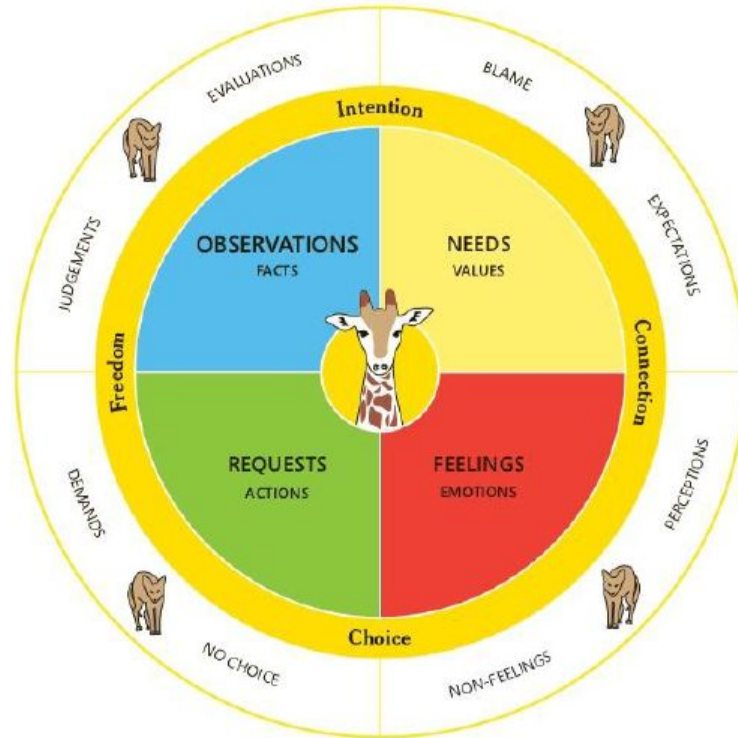 EVALUATIONS
BLAME
Intention
JUDGEMENTS
EXPECTATIONS
OBSERVATIONS
FACTS
NEEDS
VALUES
Freedom
Connection
REQUESTS
ACTIONS
FEELINGS
EMOTIONS
DEMANDS
PERCEPTIONS
Choice
NO CHOICE
NON-FEELINGS